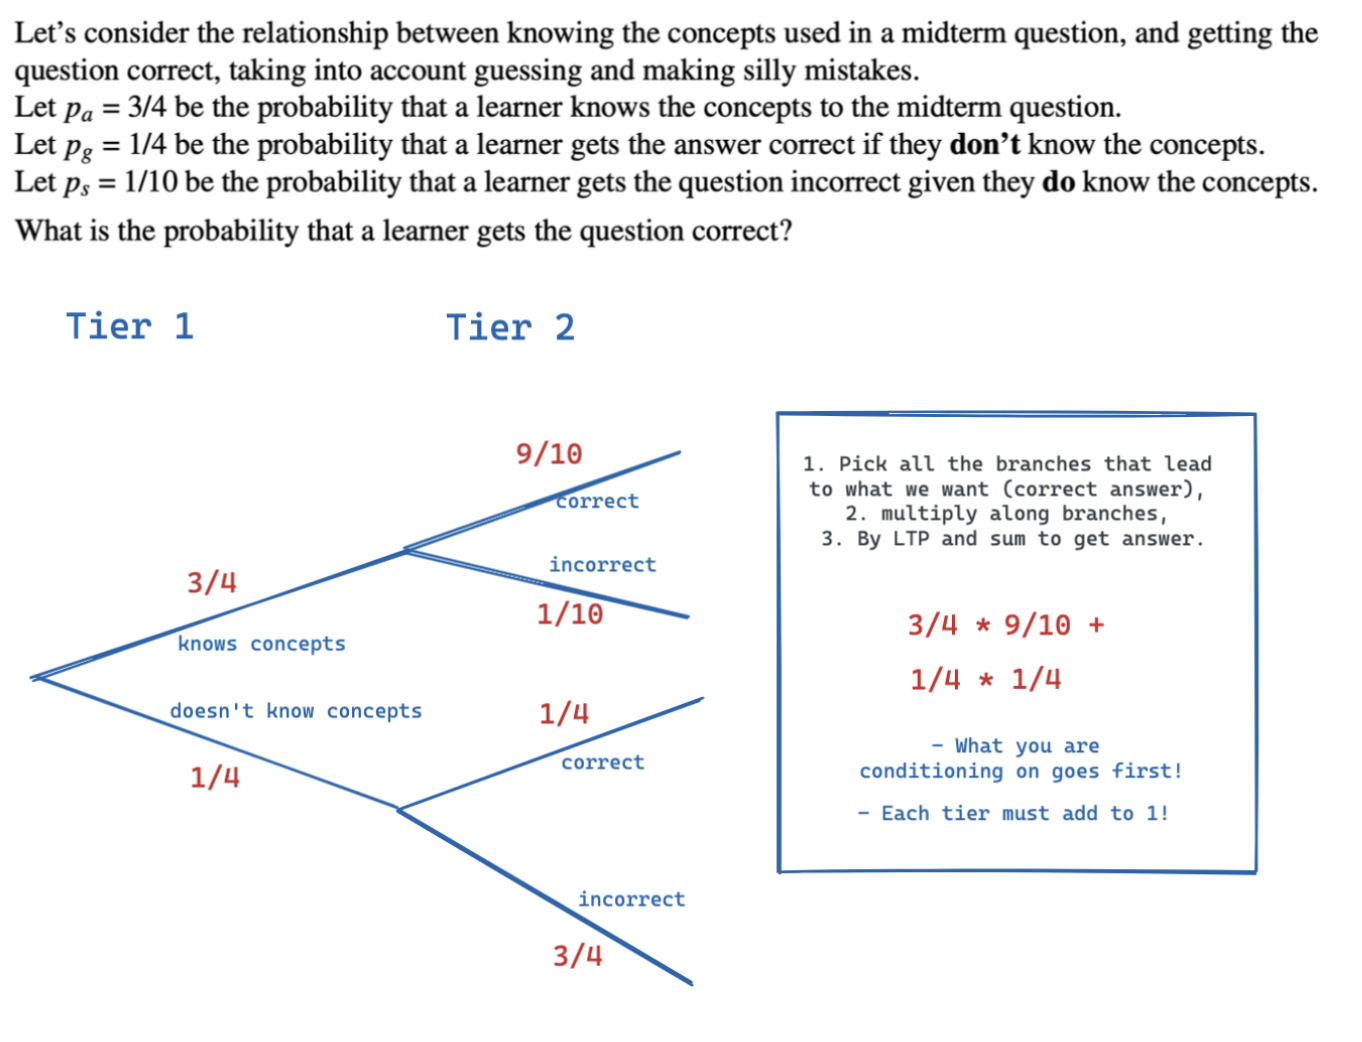 Let’s consider the relationship between knowing the concepts used in a midterm question, and getting the
question correct, taking into account guessing and making silly mistakes.
Let pₐ = 3/4 be the probability that a learner knows the concepts to the midterm question.
Let p_g = 1/4 be the probability that a learner gets the answer correct if they don’t know the concepts.
Let pₛ = 1/10 be the probability that a learner gets the question incorrect given they do know the concepts.
What is the probability that a learner gets the question correct?
Tier 1
Tier 2
9/10
correct
incorrect
1/10
3/4
knows concepts
doesn't know concepts
1/4
1/4
correct
incorrect
3/4
1. Pick all the branches that lead
to what we want (correct answer),
2. multiply along branches,
3. By LTP and sum to get answer.
3/4 * 9/10 +
1/4 * 1/4
- What you are
conditioning on goes first!
- Each tier must add to 1!